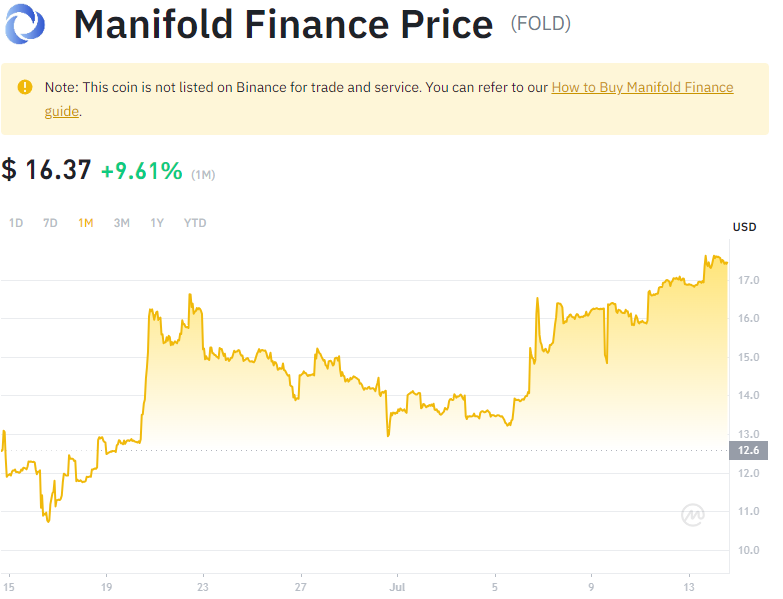 Manifold Finance Price (FOLD)
Note: This coin is not listed on Binance for trade and service. You can refer to our How to Buy Manifold Finance
guide.
$ 16.37 +9.61% (1M)
1D 7D 1M 3M 1Y YTD
USD
17.0
16.0
15.0
14.0
13.0
12.6
12.0
11.0
10.0
15 19 23 27 Jul 5 9 13